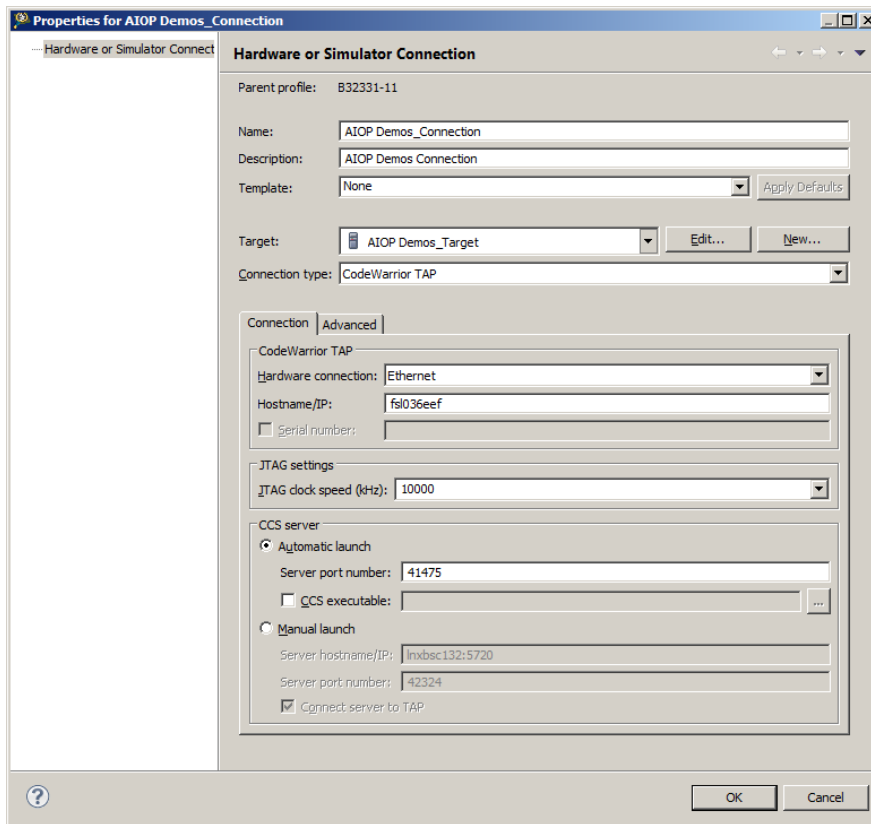 Properties for AIOP Demos_Connection
Hardware or Simulator Connect
Hardware or Simulator Connection
Parent profile: B32331-11
Name: AIOP Demos_Connection
Description: AIOP Demos Connection
Template: None Apply Defaults
Target: AIOP Demos_Target Edit... New...
Connection type: CodeWarrior TAP
Connection Advanced
CodeWarrior TAP
Hardware connection: Ethernet
Hostname/IP: fsl036eef
Serial number:
JTAG settings
JTAG clock speed (kHz): 10000
CCS server
Automatic launch
Server port number: 41475
CCS executable: ...
Manual launch
Server hostname/IP: lnxbsc132:5720
Server port number: 42324
Connect server to TAP
? OK Cancel